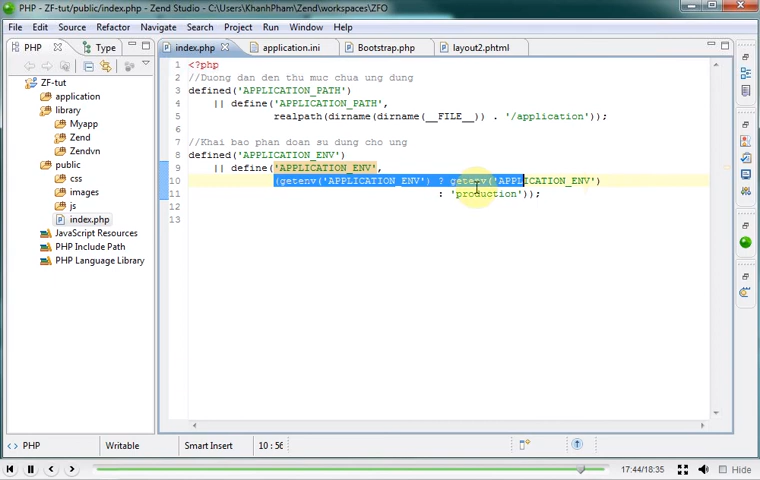 PHP - ZF-tut/public/index.php - Zend Studio - C:\Users\KhanhPham\Zend\workspaces\ZFO
File Edit Source Refactor Navigate Search Project Run Window Help
PHP Type index.php application.ini Bootstrap.php layout2.phtml
ZF-tut
application
library
Myapp
Zend
Zendvn
public
css
images
js
index.php
JavaScript Resources
PHP Include Path
PHP Language Library
1 <?php
2 //Duong dan den thu muc chua ung dung
3 defined('APPLICATION_PATH')
4 || define('APPLICATION_PATH',
5 realpath(dirname(dirname(__FILE__)) . '/application'));
6
7 //Khai bao phan doan su dung cho ung
8 defined('APPLICATION_ENV')
9 || define('APPLICATION_ENV',
10 (getenv('APPLICATION_ENV') ? getenv('APPLICATION_ENV')
11 : 'production'));
12
13
PHP Writable Smart Insert 10 : 56
17:44/18:35 Hide